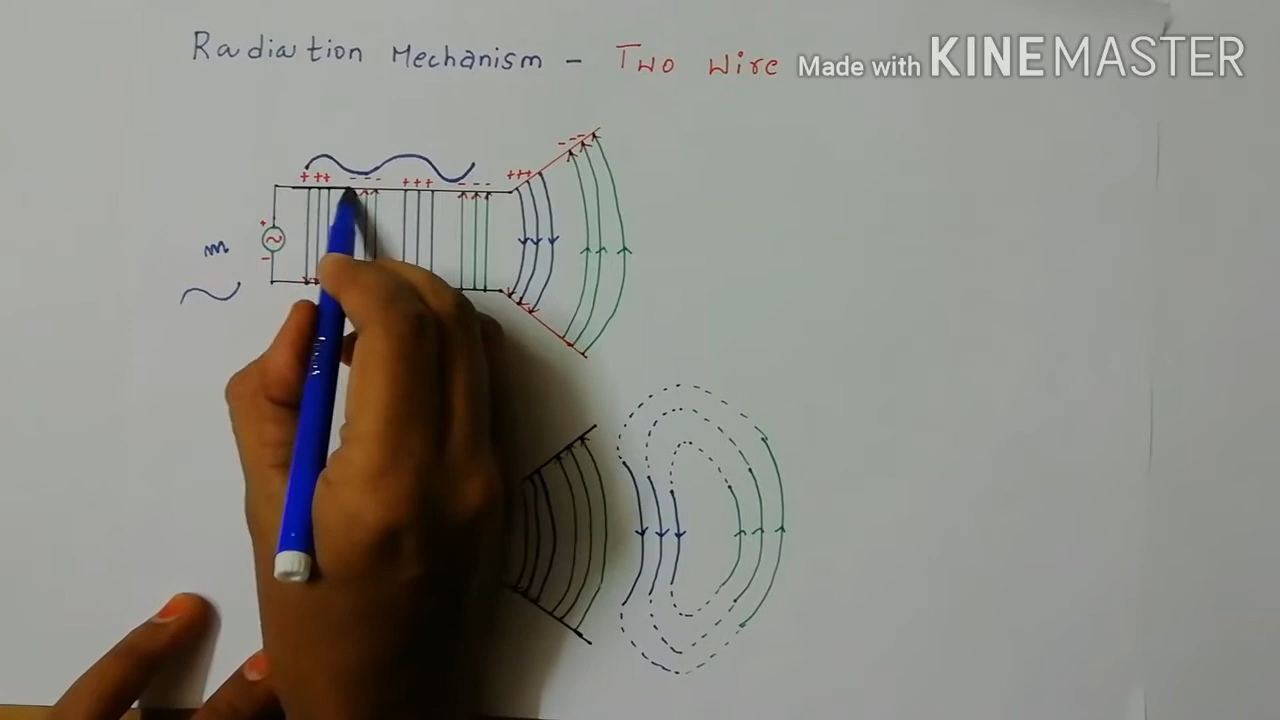 Radiation Mechanism - Two Wire
Made with KINEMASTER
+++ - - - +++ - - - +++ - - -
+
m
-